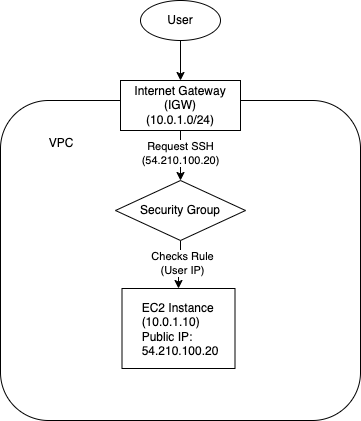 User
Internet Gateway
(IGW)
(10.0.1.0/24)
VPC
Request SSH
(54.210.100.20)
Security Group
Checks Rule
(User IP)
EC2 Instance
(10.0.1.10)
Public IP:
54.210.100.20